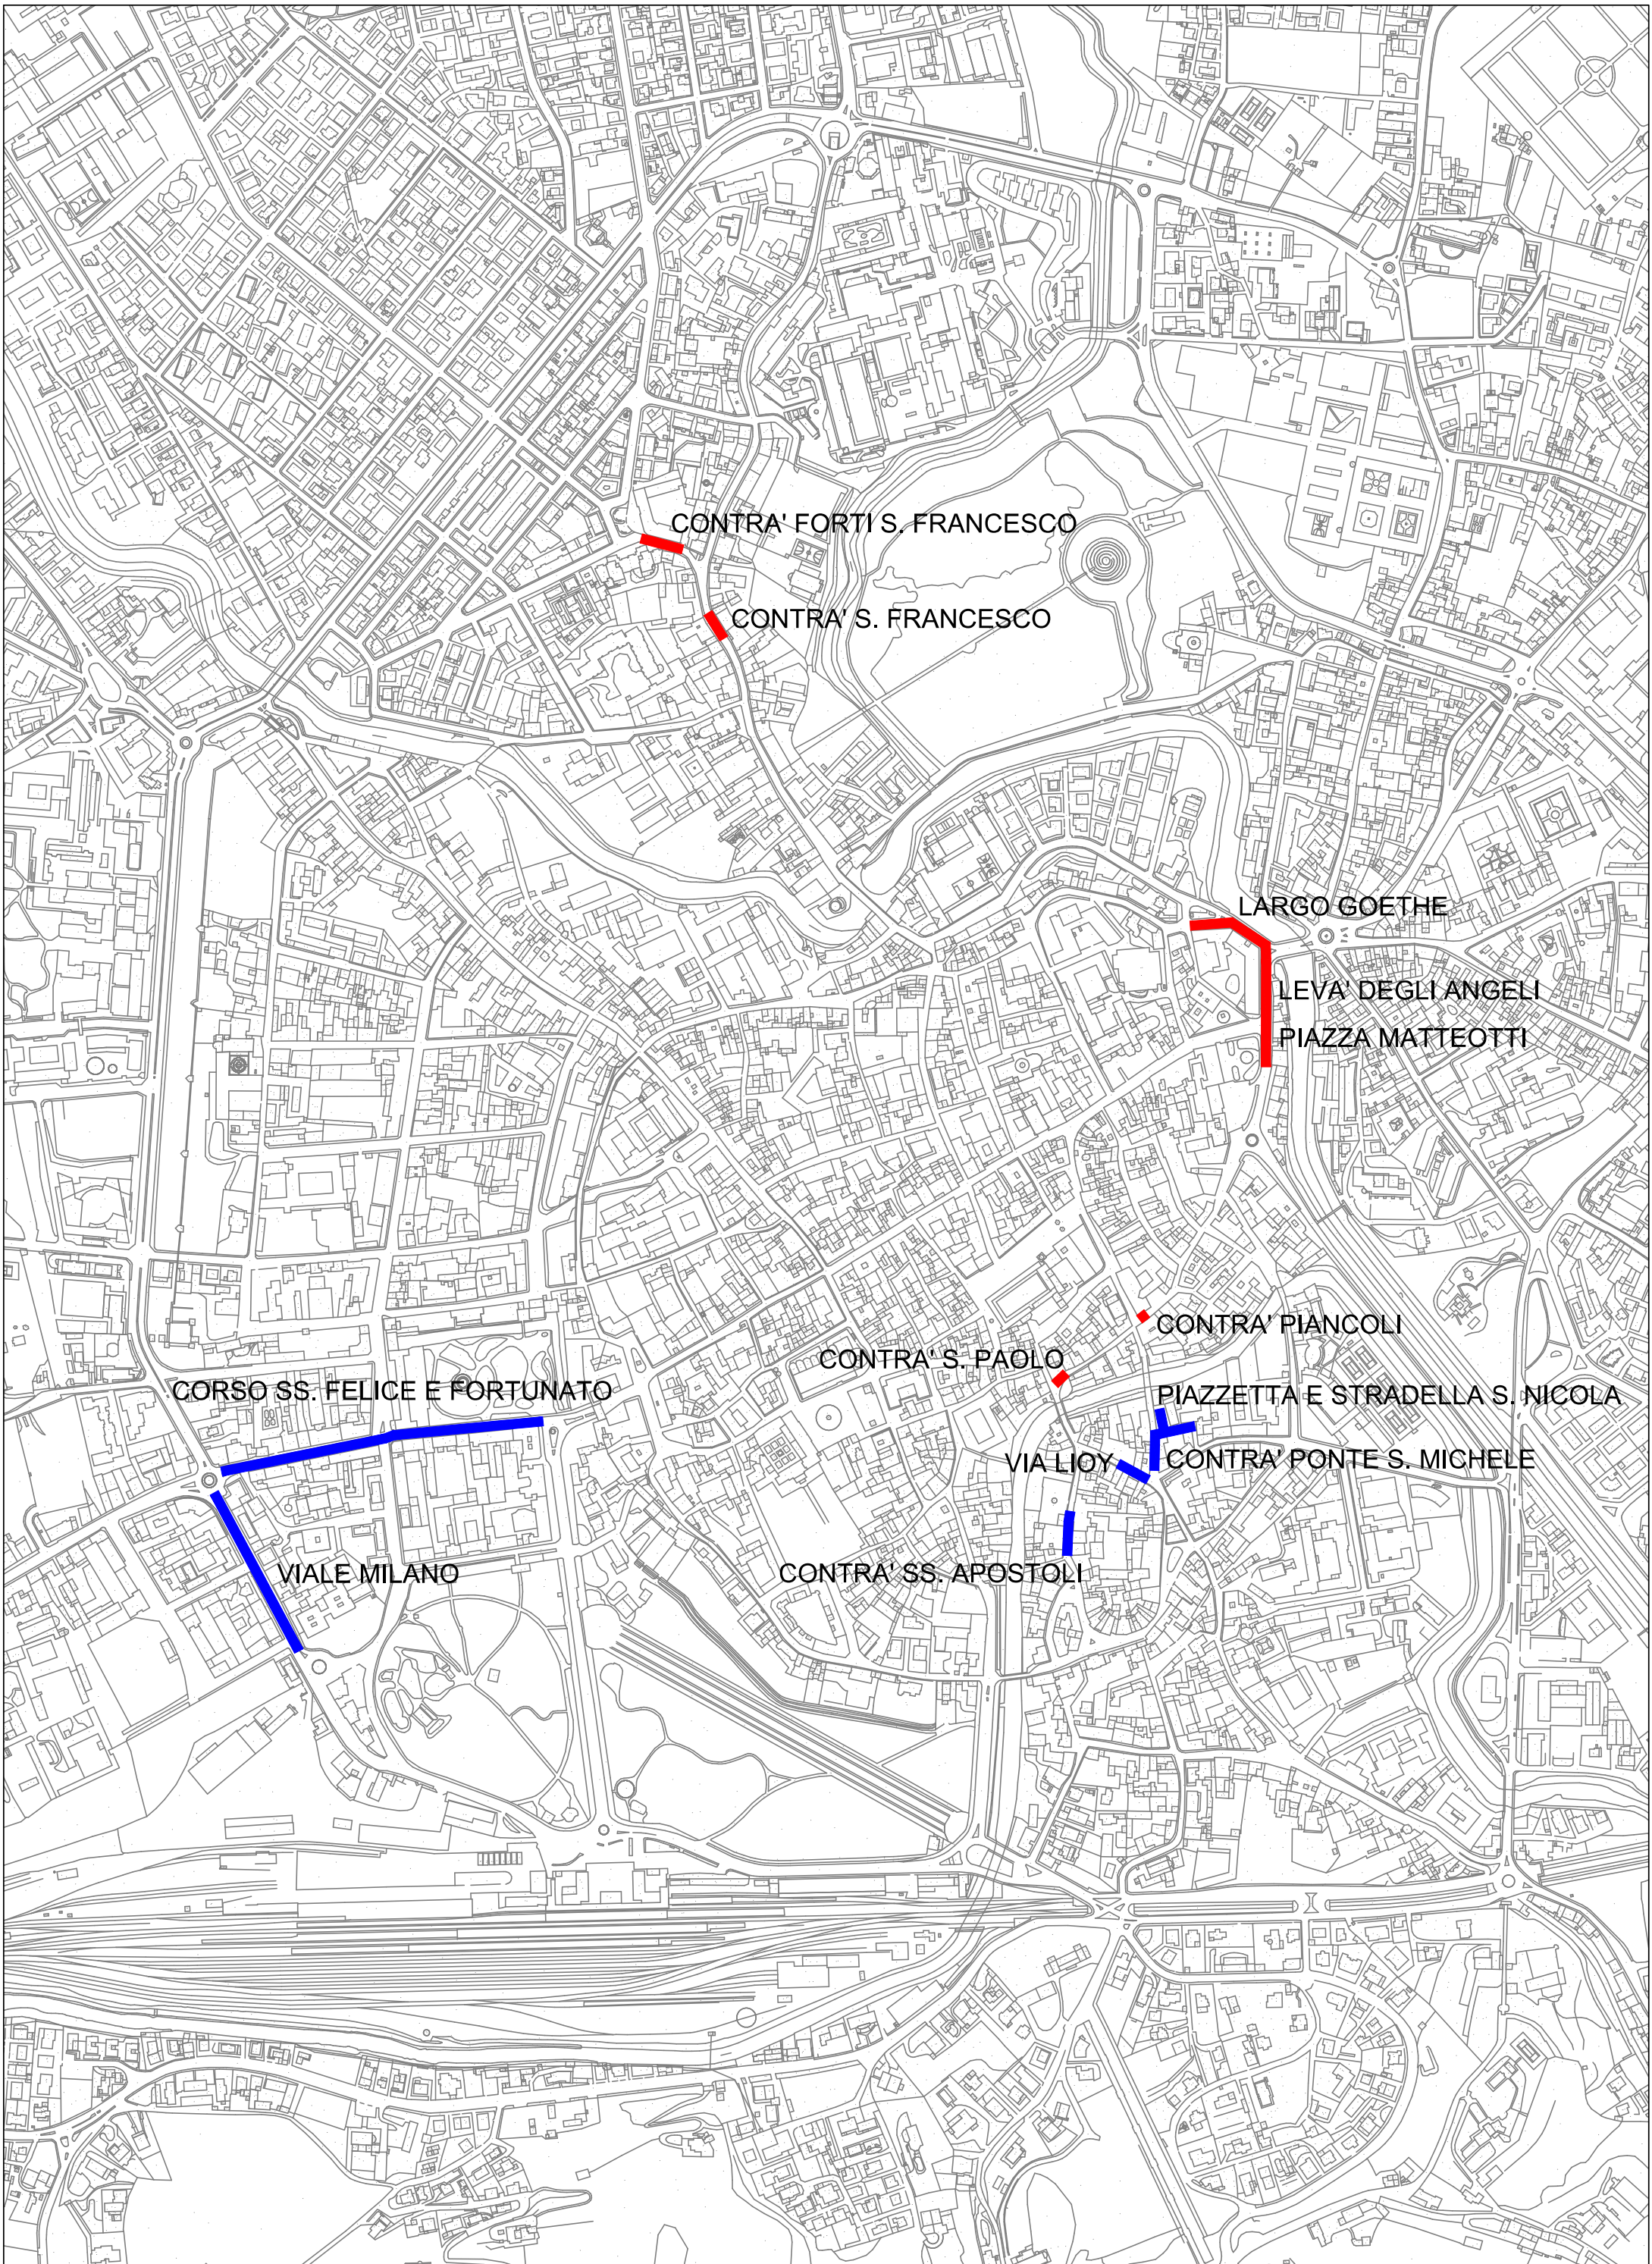 CONTRA' FORTI S. FRANCESCO
CONTRA' S. FRANCESCO
LARGO GOETHE
LEVA' DEGLI ANGELI
PIAZZA MATTEOTTI
CONTRA' PIANCOLI
CONTRA' S. PAOLO
CORSO SS. FELICE E FORTUNATO
PIAZZETTA E STRADELLA S. NICOLA
VIA LIOY
CONTRA' PONTE S. MICHELE
VIALE MILANO
CONTRA' SS. APOSTOLI